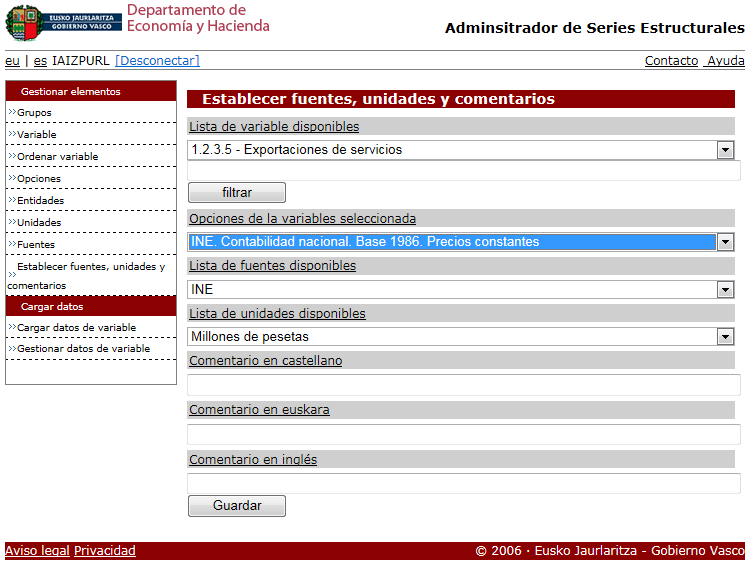 EUSKO JAURLARITZA
GOBIERNO VASCO
Departamento de
Economía y Hacienda
Adminsitrador de Series Estructurales
eu | es IAIZPURL [Desconectar]
Contacto Ayuda
Gestionar elementos
»Grupos
»Variable
»Ordenar variable
»Opciones
»Entidades
»Unidades
»Fuentes
»Establecer fuentes, unidades y
comentarios
Cargar datos
»Cargar datos de variable
»Gestionar datos de variable
Establecer fuentes, unidades y comentarios
Lista de variable disponibles
1.2.3.5 - Exportaciones de servicios
filtrar
Opciones de la variables seleccionada
INE. Contabilidad nacional. Base 1986. Precios constantes
Lista de fuentes disponibles
INE
Lista de unidades disponibles
Millones de pesetas
Comentario en castellano
Comentario en euskara
Comentario en inglés
Guardar
Aviso legal Privacidad
© 2006 · Eusko Jaurlaritza - Gobierno Vasco